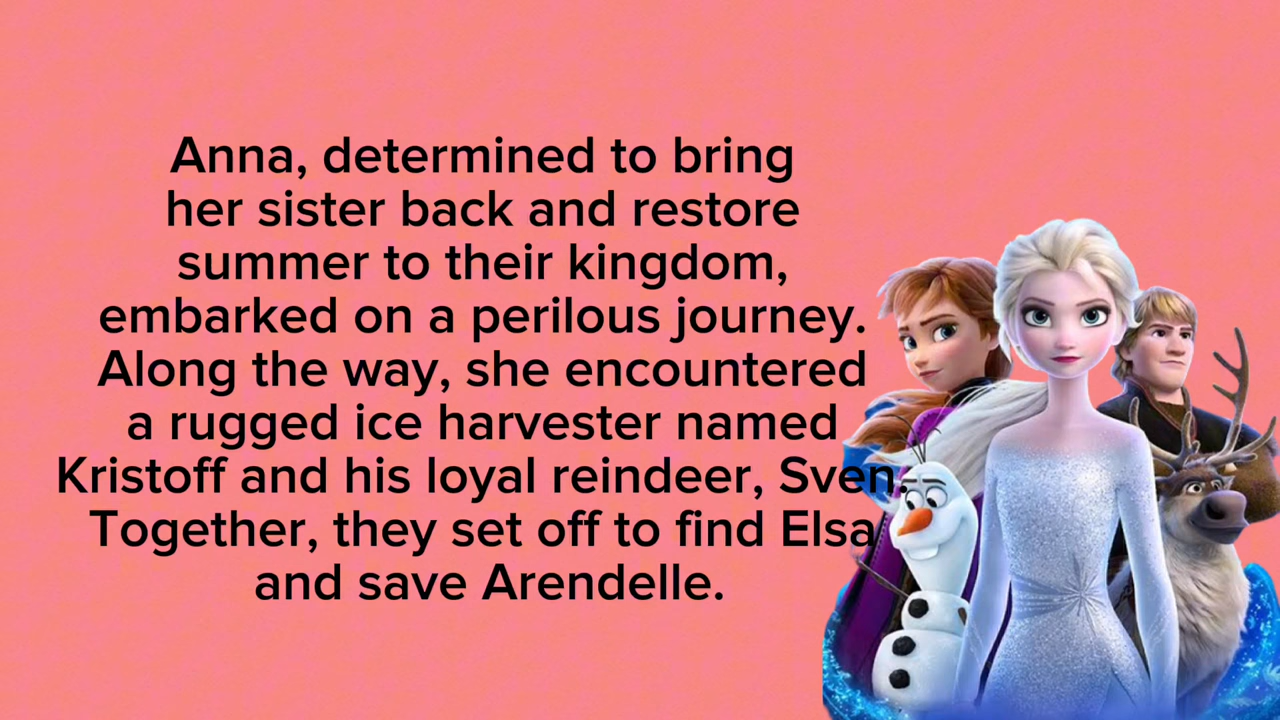 Anna, determined to bring
her sister back and restore
summer to their kingdom,
embarked on a perilous journey.
Along the way, she encountered
a rugged ice harvester named
Kristoff and his loyal reindeer, Sven.
Together, they set off to find Elsa
and save Arendelle.